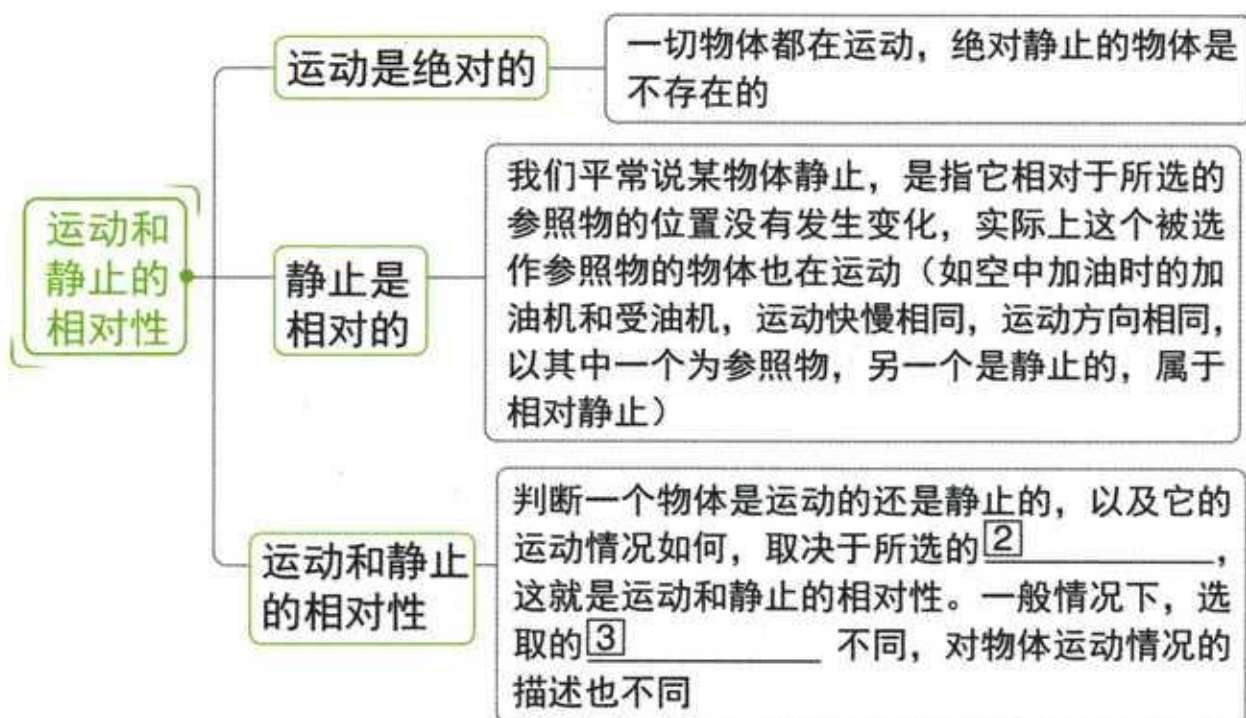 运动是绝对的
一切物体都在运动，绝对静止的物体是
不存在的
运动和
静止的
相对性
静止是
相对的
我们平常说某物体静止，是指它相对于所选的
参照物的位置没有发生变化，实际上这个被选
作参照物的物体也在运动（如空中加油时的加
油机和受油机，运动快慢相同，运动方向相同，
以其中一个为参照物，另一个是静止的，属于
相对静止）
运动和静止
的相对性
判断一个物体是运动的还是静止的，以及它的
运动情况如何，取决于所选的2________，
这就是运动和静止的相对性。一般情况下，选
取的3________ 不同，对物体运动情况的
描述也不同